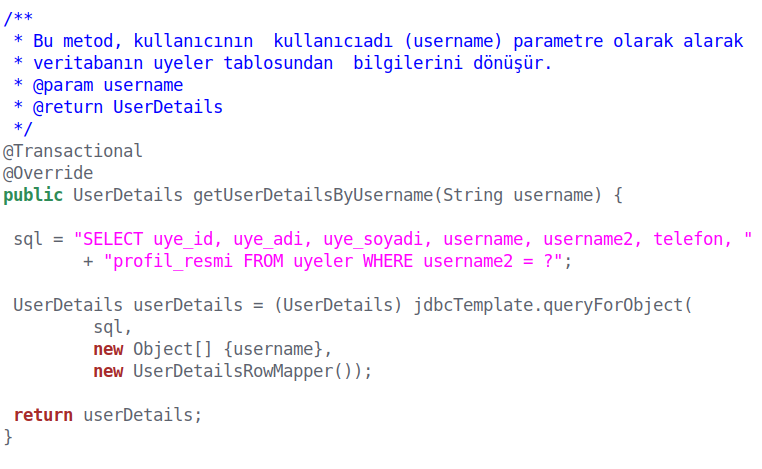 /**
 * Bu metod, kullanıcının  kullanıcıadı (username) parametre olarak alarak
 * veritabanın uyeler tablosundan  bilgilerini dönüşür.
 * @param username
 * @return UserDetails
 */
@Transactional
@Override
public UserDetails getUserDetailsByUsername(String username) {
 sql = "SELECT uye_id, uye_adi, uye_soyadi, username, username2, telefon, "
        + "profil_resmi FROM uyeler WHERE username2 = ?";
 UserDetails userDetails = (UserDetails) jdbcTemplate.queryForObject(
         sql,
         new Object[] {username},
         new UserDetailsRowMapper());
 return userDetails;
}